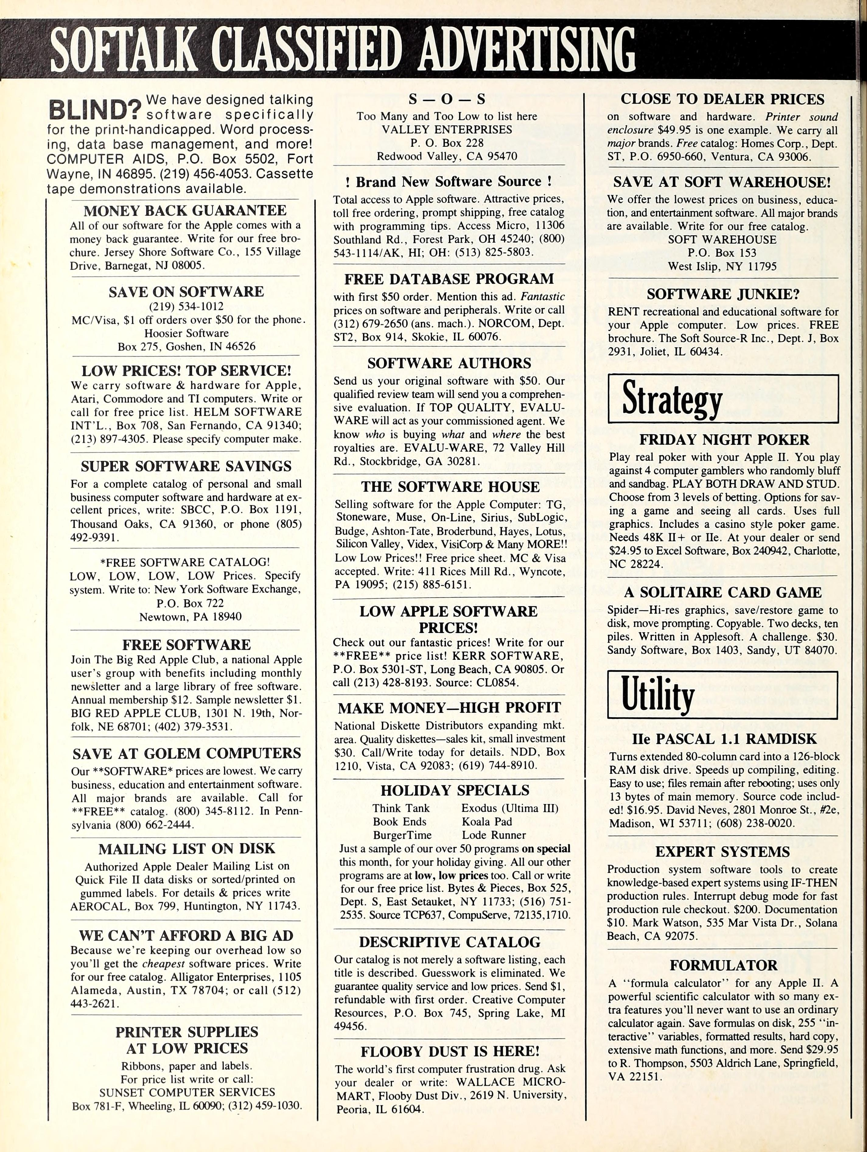 SOFTALK CLASSIFIED ADVERTISING
BLIND? We have designed talking
software specifically
for the print-handicapped. Word process-
ing, data base management, and more!
COMPUTER AIDS, P.O. Box 5502, Fort
Wayne, IN 46895. (219) 456-4053. Cassette
tape demonstrations available.
MONEY BACK GUARANTEE
All of our software for the Apple comes with a
money back guarantee. Write for our free bro-
chure. Jersey Shore Software Co., 155 Village
Drive, Barnegat, NJ 08005.
SAVE ON SOFTWARE
(219) 534-1012
MC/Visa, $1 off orders over $50 for the phone.
Hoosier Software
Box 275, Goshen, IN 46526
LOW PRICES! TOP SERVICE!
We carry software & hardware for Apple,
Atari, Commodore and TI computers. Write or
call for free price list. HELM SOFTWARE
INT'L., Box 708, San Fernando, CA 91340;
(213) 897-4305. Please specify computer make.
SUPER SOFTWARE SAVINGS
For a complete catalog of personal and small
business computer software and hardware at ex-
cellent prices, write: SBCC, P.O. Box 1191,
Thousand Oaks, CA 91360, or phone (805)
492-9391.
*FREE SOFTWARE CATALOG!
LOW, LOW, LOW, LOW Prices. Specify
system. Write to: New York Software Exchange,
P.O. Box 722
Newtown, PA 18940
FREE SOFTWARE
Join The Big Red Apple Club, a national Apple
user's group with benefits including monthly
newsletter and a large library of free software.
Annual membership $12. Sample newsletter $1.
BIG RED APPLE CLUB, 1301 N. 19th, Nor-
folk, NE 68701; (402) 379-3531.
SAVE AT GOLEM COMPUTERS
Our **SOFTWARE* prices are lowest. We carry
business, education and entertainment software.
All major brands are available. Call for
**FREE** catalog. (800) 345-8112. In Penn-
sylvania (800) 662-2444.
MAILING LIST ON DISK
Authorized Apple Dealer Mailing List on
Quick File II data disks or sorted/printed on
gummed labels. For details & prices write
AEROCAL, Box 799, Huntington, NY 11743.
WE CAN'T AFFORD A BIG AD
Because we're keeping our overhead low so
you'll get the cheapest software prices. Write
for our free catalog. Alligator Enterprises, 1105
Alameda, Austin, TX 78704; or call (512)
443-2621.
PRINTER SUPPLIES
AT LOW PRICES
Ribbons, paper and labels.
For price list write or call:
SUNSET COMPUTER SERVICES
Box 781-F, Wheeling, IL 60090; (312) 459-1030.
S — O — S
Too Many and Too Low to list here
VALLEY ENTERPRISES
P. O. Box 228
Redwood Valley, CA 95470
! Brand New Software Source !
Total access to Apple software. Attractive prices,
toll free ordering, prompt shipping, free catalog
with programming tips. Access Micro, 11306
Southland Rd., Forest Park, OH 45240; (800)
543-1114/AK, HI; OH: (513) 825-5803.
FREE DATABASE PROGRAM
with first $50 order. Mention this ad. Fantastic
prices on software and peripherals. Write or call
(312) 679-2650 (ans. mach.). NORCOM, Dept.
ST2, Box 914, Skokie, IL 60076.
SOFTWARE AUTHORS
Send us your original software with $50. Our
qualified review team will send you a comprehen-
sive evaluation. If TOP QUALITY, EVALU-
WARE will act as your commissioned agent. We
know who is buying what and where the best
royalties are. EVALU-WARE, 72 Valley Hill
Rd., Stockbridge, GA 30281.
THE SOFTWARE HOUSE
Selling software for the Apple Computer: TG,
Stoneware, Muse, On-Line, Sirius, SubLogic,
Budge, Ashton-Tate, Broderbund, Hayes, Lotus,
Silicon Valley, Videx, VisiCorp & Many MORE!!
Low Low Prices!! Free price sheet. MC & Visa
accepted. Write: 411 Rices Mill Rd., Wyncote,
PA 19095; (215) 885-6151.
LOW APPLE SOFTWARE
PRICES!
Check out our fantastic prices! Write for our
**FREE** price list! KERR SOFTWARE,
P.O. Box 5301-ST, Long Beach, CA 90805. Or
call (213) 428-8193. Source: CL0854.
MAKE MONEY—HIGH PROFIT
National Diskette Distributors expanding mkt.
area. Quality diskettes—sales kit, small investment
$30. Call/Write today for details. NDD, Box
1210, Vista, CA 92083; (619) 744-8910.
HOLIDAY SPECIALS
Think Tank Exodus (Ultima III)
Book Ends Koala Pad
BurgerTime Lode Runner
Just a sample of our over 50 programs on special
this month, for your holiday giving. All our other
programs are at low, low prices too. Call or write
for our free price list. Bytes & Pieces, Box 525,
Dept. S, East Setauket, NY 11733; (516) 751-
2535. Source TCP637, CompuServe, 72135,1710.
DESCRIPTIVE CATALOG
Our catalog is not merely a software listing, each
title is described. Guesswork is eliminated. We
guarantee quality service and low prices. Send $1,
refundable with first order. Creative Computer
Resources, P.O. Box 745, Spring Lake, MI
49456.
FLOOBY DUST IS HERE!
The world's first computer frustration drug. Ask
your dealer or write: WALLACE MICRO-
MART, Flooby Dust Div., 2619 N. University,
Peoria, IL 61604.
CLOSE TO DEALER PRICES
on software and hardware. Printer sound
enclosure $49.95 is one example. We carry all
major brands. Free catalog: Homes Corp., Dept.
ST, P.O. 6950-660, Ventura, CA 93006.
SAVE AT SOFT WAREHOUSE!
We offer the lowest prices on business, educa-
tion, and entertainment software. All major brands
are available. Write for our free catalog.
SOFT WAREHOUSE
P.O. Box 153
West Islip, NY 11795
SOFTWARE JUNKIE?
RENT recreational and educational software for
your Apple computer. Low prices. FREE
brochure. The Soft Source-R Inc., Dept. J, Box
2931, Joliet, IL 60434.
Strategy
FRIDAY NIGHT POKER
Play real poker with your Apple II. You play
against 4 computer gamblers who randomly bluff
and sandbag. PLAY BOTH DRAW AND STUD.
Choose from 3 levels of betting. Options for sav-
ing a game and seeing all cards. Uses full
graphics. Includes a casino style poker game.
Needs 48K II+ or IIe. At your dealer or send
$24.95 to Excel Software, Box 240942, Charlotte,
NC 28224.
A SOLITAIRE CARD GAME
Spider—Hi-res graphics, save/restore game to
disk, move prompting. Copyable. Two decks, ten
piles. Written in Applesoft. A challenge. $30.
Sandy Software, Box 1403, Sandy, UT 84070.
Utility
IIe PASCAL 1.1 RAMDISK
Turns extended 80-column card into a 126-block
RAM disk drive. Speeds up compiling, editing.
Easy to use; files remain after rebooting; uses only
13 bytes of main memory. Source code includ-
ed! $16.95. David Neves, 2801 Monroe St., #2e,
Madison, WI 53711; (608) 238-0020.
EXPERT SYSTEMS
Production system software tools to create
knowledge-based expert systems using IF-THEN
production rules. Interrupt debug mode for fast
production rule checkout. $200. Documentation
$10. Mark Watson, 535 Mar Vista Dr., Solana
Beach, CA 92075.
FORMULATOR
A "formula calculator" for any Apple II. A
powerful scientific calculator with so many ex-
tra features you'll never want to use an ordinary
calculator again. Save formulas on disk, 255 "in-
teractive" variables, formatted results, hard copy,
extensive math functions, and more. Send $29.95
to R. Thompson, 5503 Aldrich Lane, Springfield,
VA 22151.